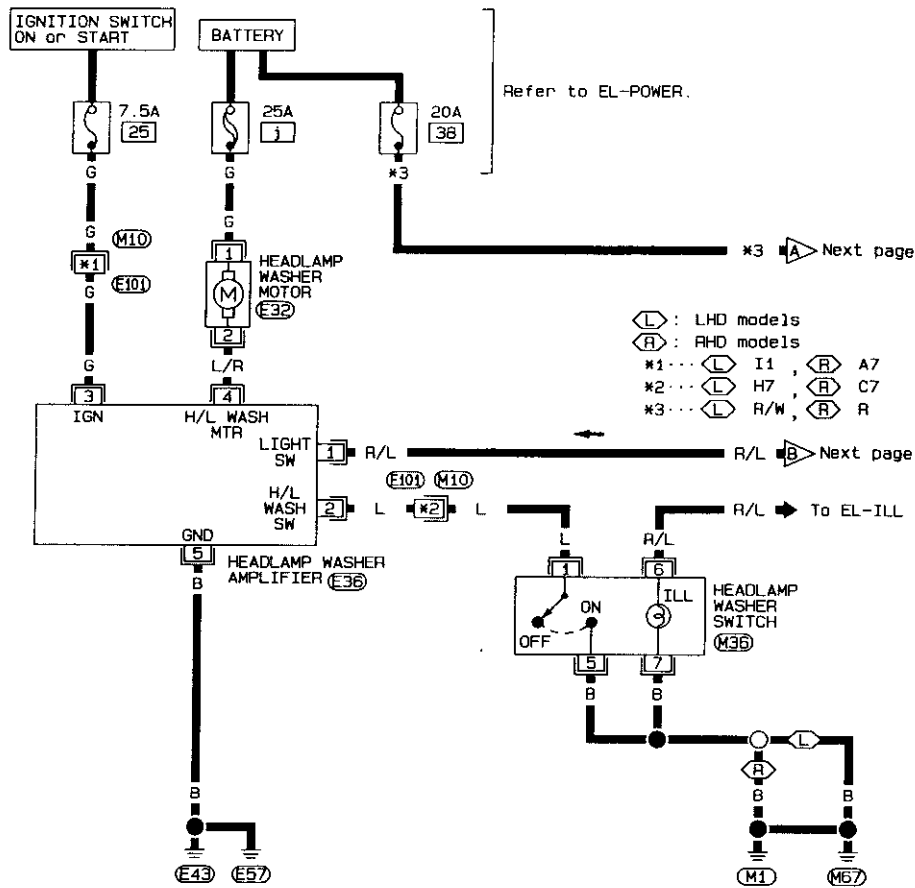 IGNITION SWITCH
ON or START
BATTERY
Refer to EL-POWER.
7.5A
25
25A
j
20A
38
G
G
*3
G
G
M10
*1
E101
G
1
HEADLAMP
WASHER
MOTOR
E32
M
2
*3
A
Next page
L : LHD models
R : RHD models
*1 ··· L I1 , R A7
*2 ··· L H7 , R C7
*3 ··· L R/W , R R
G
L/R
3
4
IGN
H/L WASH
MTR
LIGHT
SW
1
R/L
R/L
B
Next page
E101
M10
H/L
WASH
SW
2
L
*2
L
R/L
To EL-ILL
GND
5
HEADLAMP WASHER
AMPLIFIER
E36
B
L
R/L
1
6
ILL
ON
OFF
HEADLAMP
WASHER
SWITCH
M36
5
7
B
B
L
R
B
B
B
E43
E57
M1
M67